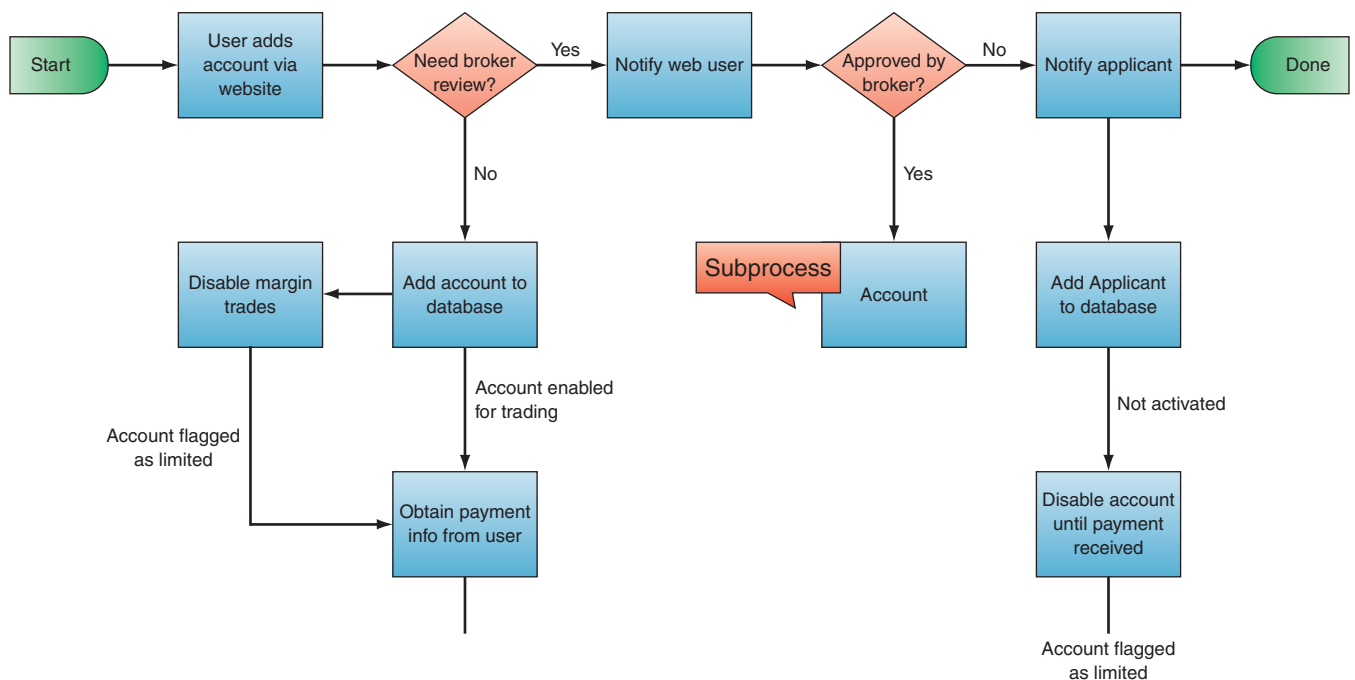 Start
User adds
account via
website
Need broker
review?
Yes
Notify web user
Approved by
broker?
No
Notify applicant
Done
No
Yes
Disable margin
trades
Add account to
database
Subprocess
Account
Add Applicant
to database
Account enabled
for trading
Not activated
Account flagged
as limited
Obtain payment
info from user
Disable account
until payment
received
Account flagged
as limited